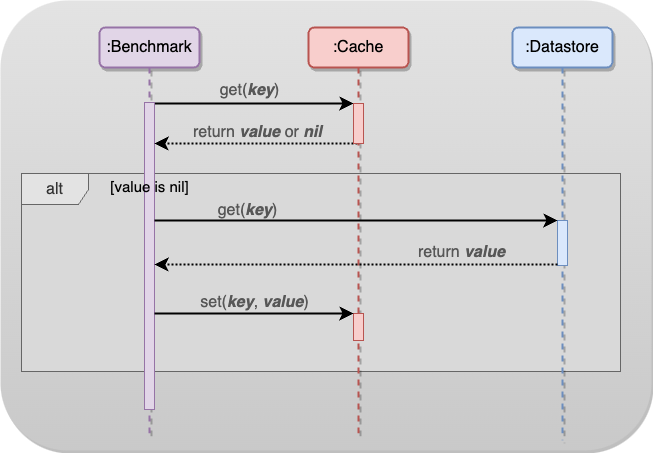 :Benchmark
:Cache
:Datastore
get(key)
return value or nil
alt
[value is nil]
get(key)
return value
set(key, value)